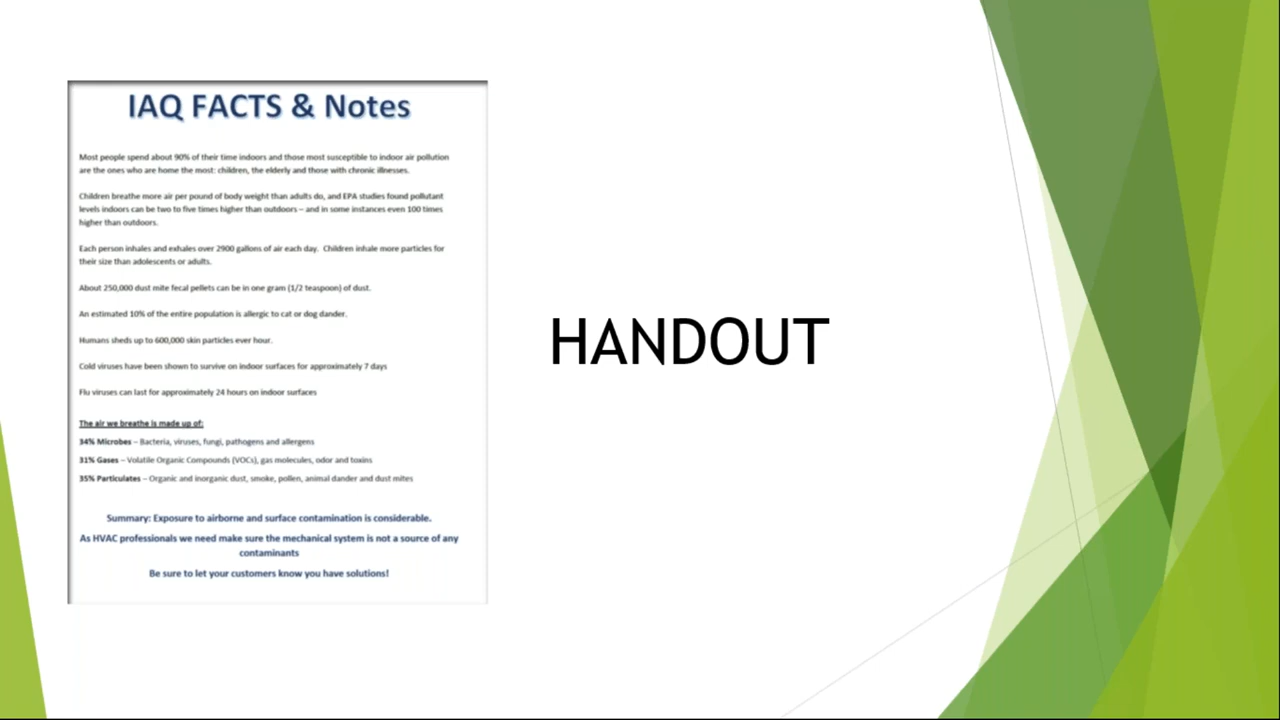 IAQ FACTS & Notes
Most people spend about 90% of their time indoors and those most susceptible to indoor air pollution
are the ones who are home the most: children, the elderly and those with chronic illnesses.
Children breathe more air per pound of body weight than adults do, and EPA studies found pollutant
levels indoors can be two to five times higher than outdoors – and in some instances even 100 times
higher than outdoors.
Each person inhales and exhales over 2900 gallons of air each day. Children inhale more particles for
their size than adolescents or adults.
About 250,000 dust mite fecal pellets can be in one gram (1/2 teaspoon) of dust.
An estimated 10% of the entire population is allergic to cat or dog dander.
Humans sheds up to 600,000 skin particles ever hour.
Cold viruses have been shown to survive on indoor surfaces for approximately 7 days
Flu viruses can last for approximately 24 hours on indoor surfaces
The air we breathe is made up of:
34% Microbes – Bacteria, viruses, fungi, pathogens and allergens
31% Gases – Volatile Organic Compounds (VOCs), gas molecules, odor and toxins
35% Particulates – Organic and inorganic dust, smoke, pollen, animal dander and dust mites
Summary: Exposure to airborne and surface contamination is considerable.
As HVAC professionals we need make sure the mechanical system is not a source of any
contaminants
Be sure to let your customers know you have solutions!
HANDOUT